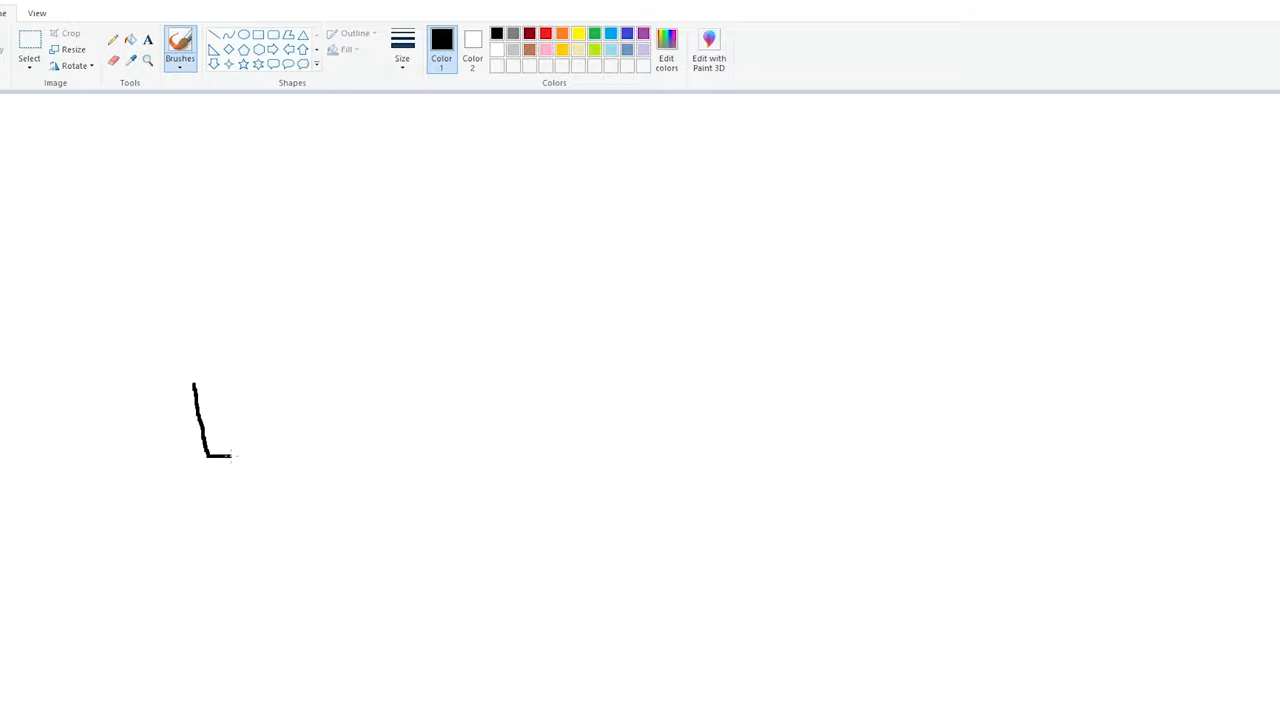 View
Crop
Resize
Rotate
Select
Image
Tools
Brushes
Outline
Fill
Shapes
Size
Color 1
Color 2
Edit colors
Colors
Edit with Paint 3D